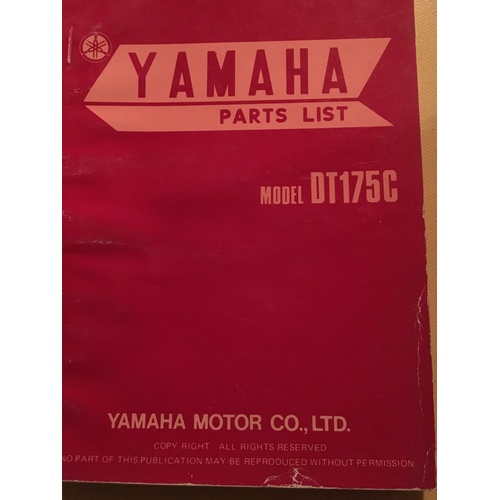 YAMAHA
PARTS LIST
MODEL DT175C
YAMAHA MOTOR CO., LTD.
COPY RIGHT. ALL RIGHTS RESERVED
NO PART OF THIS PUBLICATION MAY BE REPRODUCED WITHOUT PERMISSION